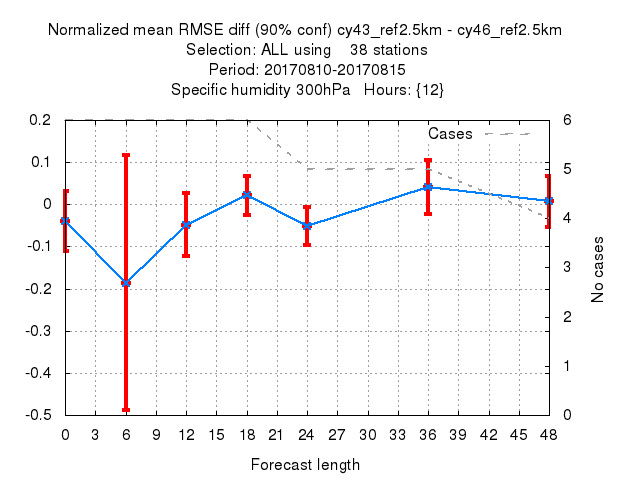 Normalized mean RMSE diff (90% conf) cy43_ref2.5km - cy46_ref2.5km
Selection: ALL using    38 stations
Period: 20170810-20170815
Specific humidity 300hPa   Hours: {12}
Cases
0.2
0.1
0
-0.1
-0.2
-0.3
-0.4
-0.5
6
5
4
3
2
1
0
No cases
0 3 6 9 12 15 18 21 24 27 30 33 36 39 42 45 48
Forecast length